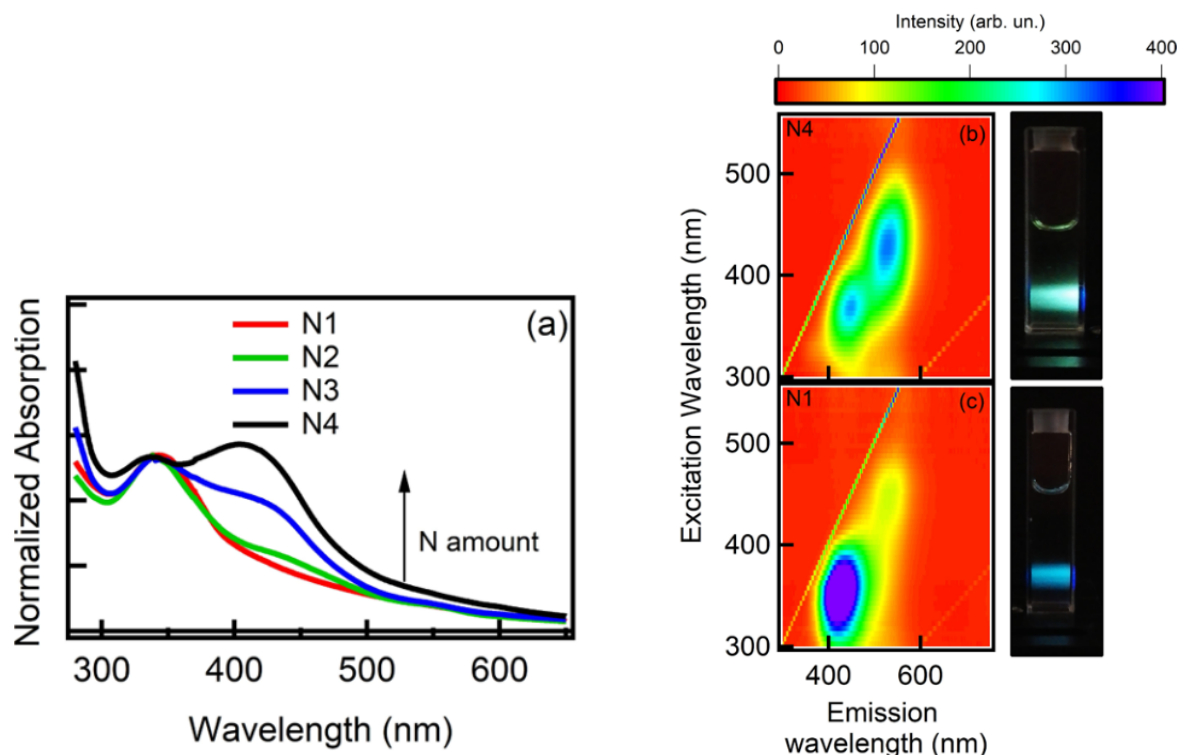 (a)
N1
N2
N3
N4
N amount
Normalized Absorption
300
400
500
600
Wavelength (nm)
Intensity (arb. un.)
0
100
200
300
400
N4
(b)
500
400
300
N1
(c)
500
400
300
Excitation Wavelength (nm)
400
600
Emission
wavelength (nm)